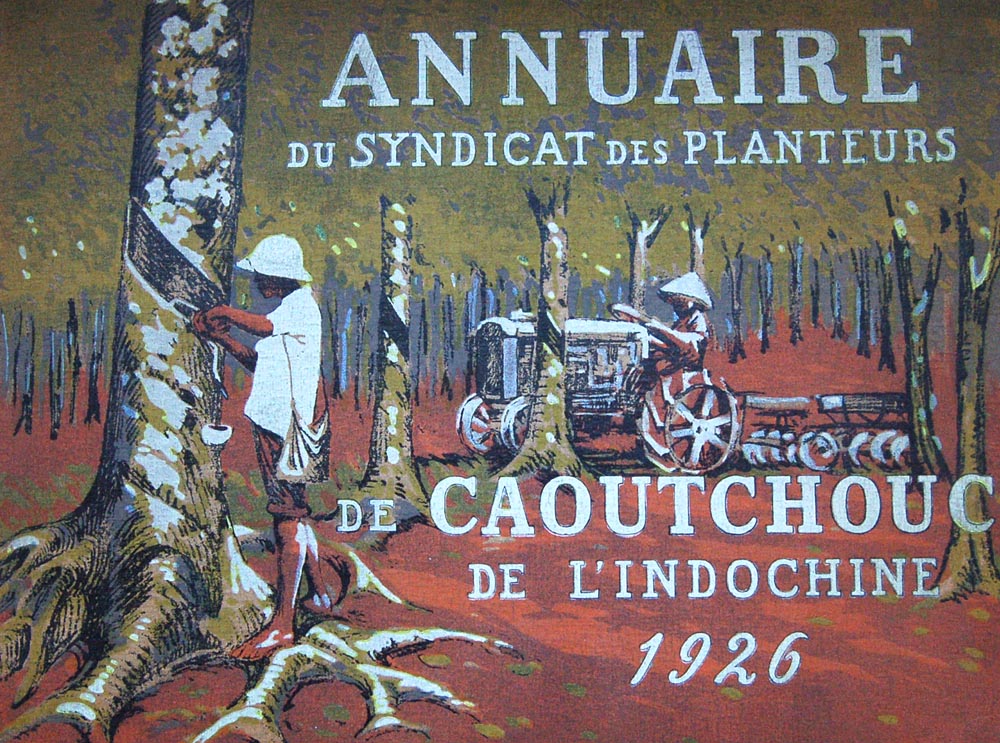 ANNUAIRE
DU SYNDICAT DES PLANTEURS
DE CAOUTCHOUC
DE L'INDOCHINE
1926